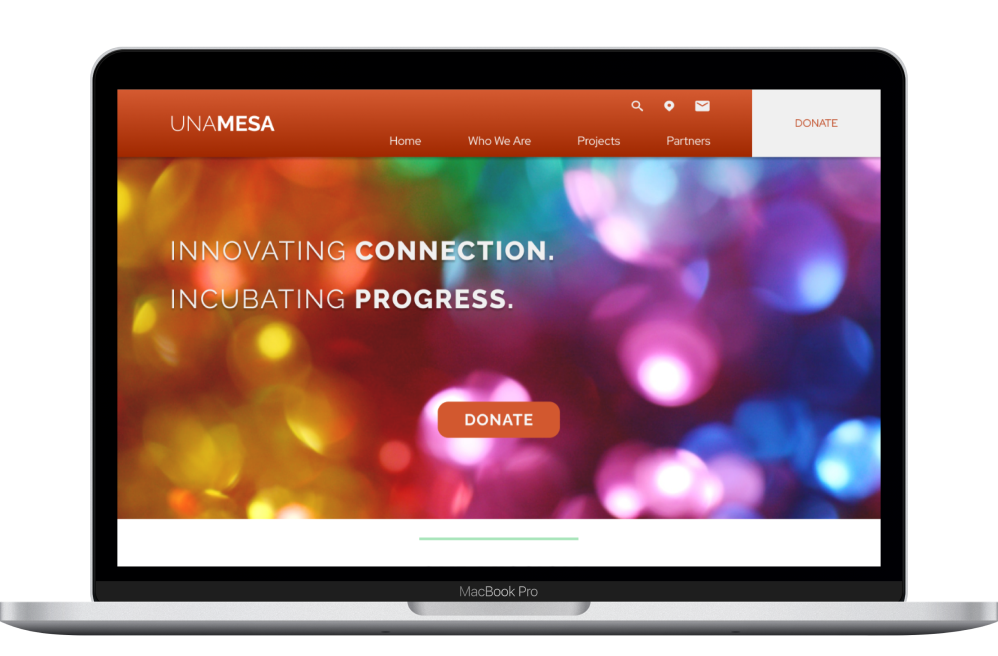 UNAMESA
Home Who We Are Projects Partners
DONATE
INNOVATING CONNECTION.
INCUBATING PROGRESS.
DONATE
MacBook Pro